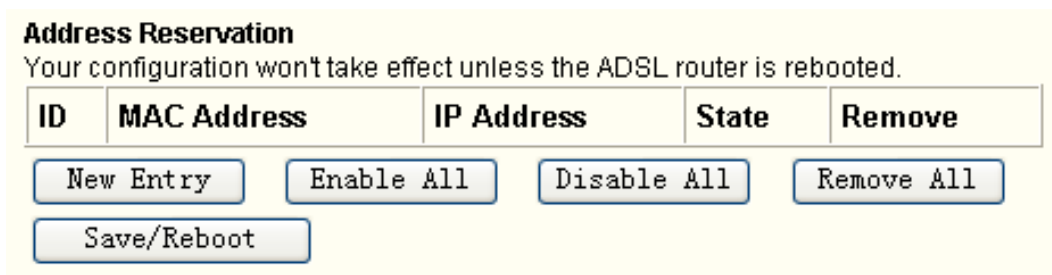 Address Reservation
Your configuration won't take effect unless the ADSL router is rebooted.
ID MAC Address IP Address State Remove
New Entry Enable All Disable All Remove All
Save/Reboot